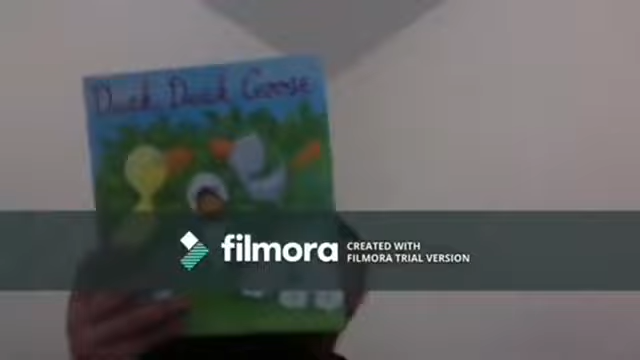 Duck Duck Goose
filmora
CREATED WITH
FILMORA TRIAL VERSION